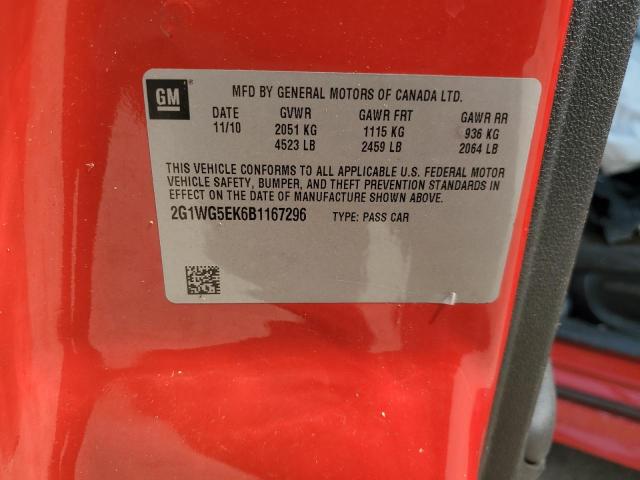 GM ®
MFD BY GENERAL MOTORS OF CANADA LTD.
DATE GVWR GAWR FRT GAWR RR
11/10 2051 KG 1115 KG 936 KG
4523 LB 2459 LB 2064 LB
THIS VEHICLE CONFORMS TO ALL APPLICABLE U.S. FEDERAL MOTOR
VEHICLE SAFETY, BUMPER, AND THEFT PREVENTION STANDARDS IN
EFFECT ON THE DATE OF MANUFACTURE SHOWN ABOVE.
2G1WG5EK6B1167296 TYPE: PASS CAR